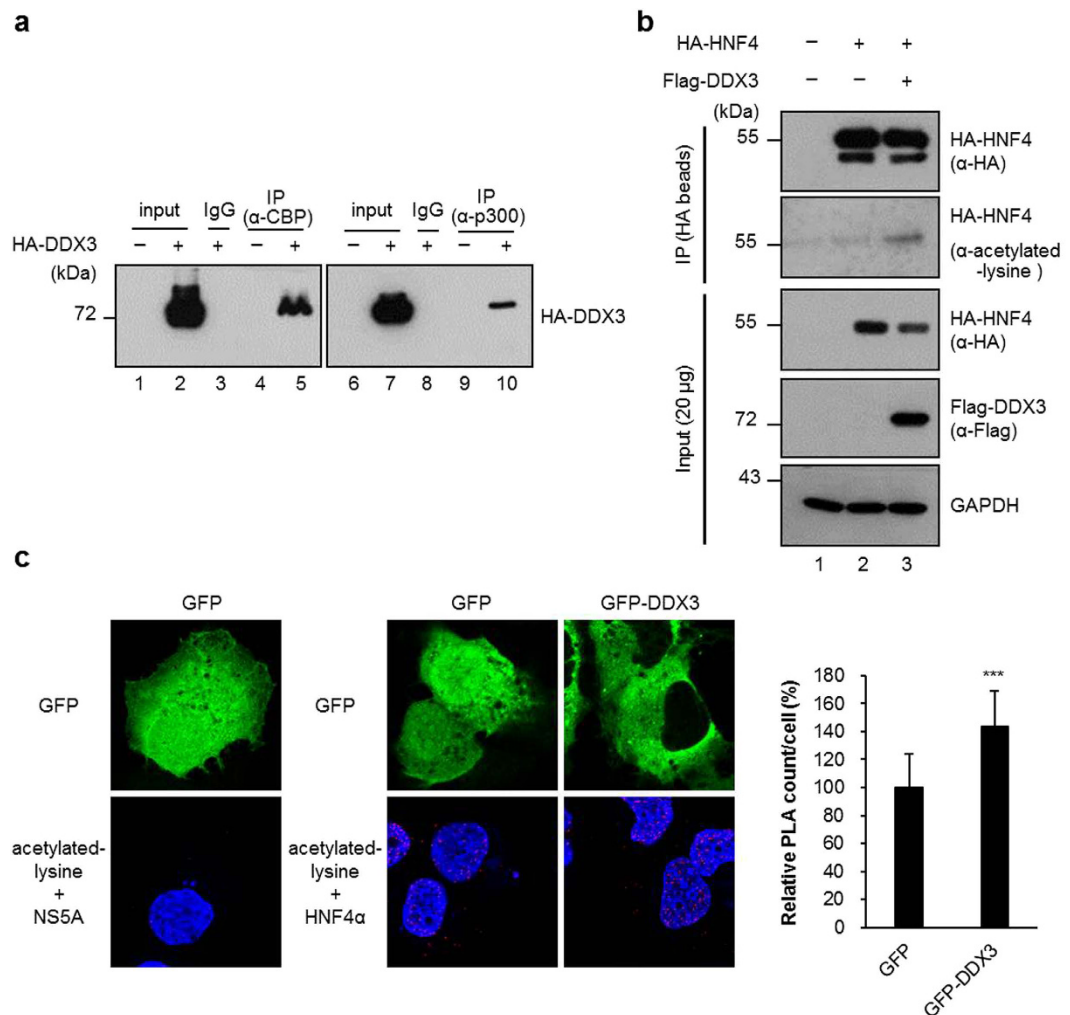 a
IP
input IgG (α-CBP)
HA-DDX3 – + + – +
(kDa)
72
1 2 3 4 5
IP
input IgG (α-p300)
– + + – +
HA-DDX3
6 7 8 9 10
b
HA-HNF4 – + +
Flag-DDX3 – – +
(kDa)
IP (HA beads)
55
HA-HNF4
(α-HA)
55
HA-HNF4
(α-acetylated
-lysine )
Input (20 µg)
55
HA-HNF4
(α-HA)
72
Flag-DDX3
(α-Flag)
43
GAPDH
1 2 3
c
GFP
GFP
acetylated-
lysine
+
NS5A
GFP GFP-DDX3
GFP
acetylated-
lysine
+
HNF4α
Relative PLA count/cell (%)
180
160
140
120
100
80
60
40
20
0
***
GFP
GFP-DDX3